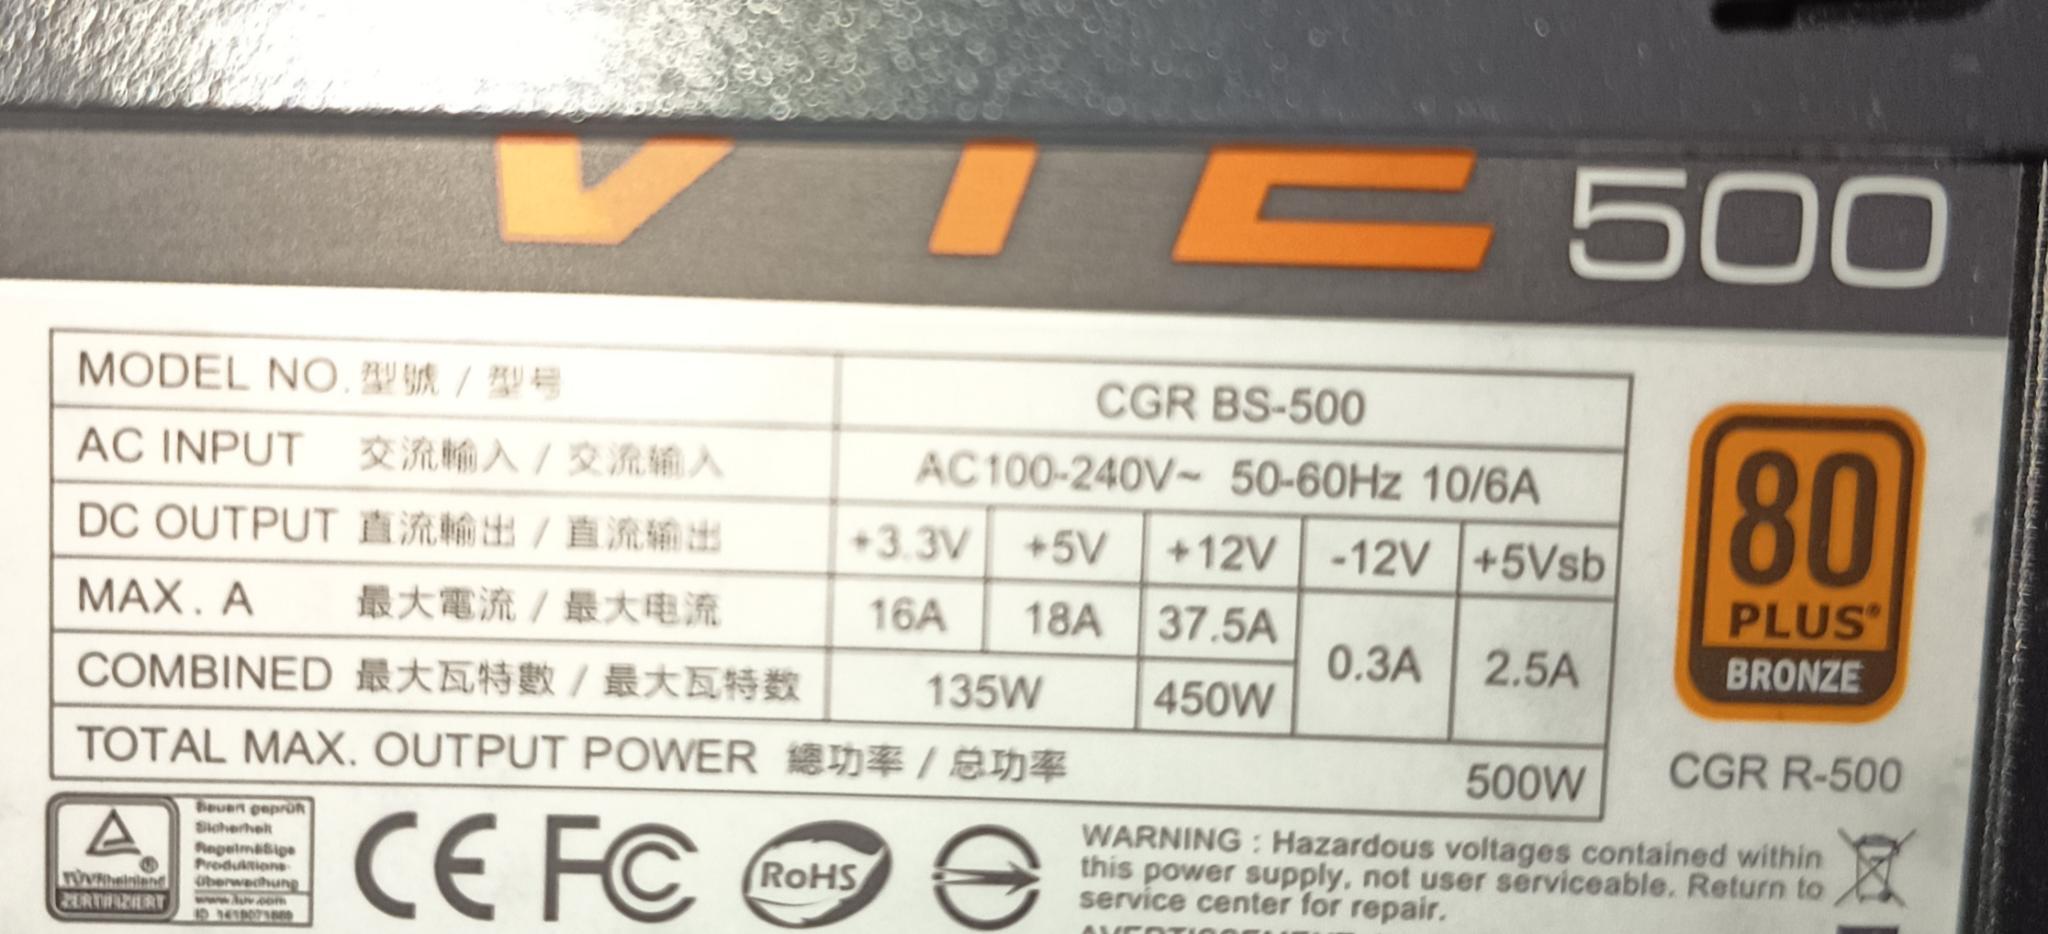 VTE 500
MODEL NO. 型號 / 型号 CGR BS-500
AC INPUT 交流輸入 / 交流输入 AC100-240V~ 50-60Hz 10/6A
DC OUTPUT 直流輸出 / 直流输出 +3.3V +5V +12V -12V +5Vsb
MAX. A 最大電流 / 最大电流 16A 18A 37.5A 0.3A 2.5A
COMBINED 最大瓦特數 / 最大瓦特数 135W 450W
TOTAL MAX. OUTPUT POWER 總功率 / 总功率 500W
80
PLUS®
BRONZE
CGR R-500
TÜVRheinland
ZERTIFIZIERT
Bauart geprüft
Sicherheit
Regelmäßige
Produktions-
überwachung
www.tuv.com
CE FC RoHS
WARNING : Hazardous voltages contained within
this power supply, not user serviceable. Return to
service center for repair.